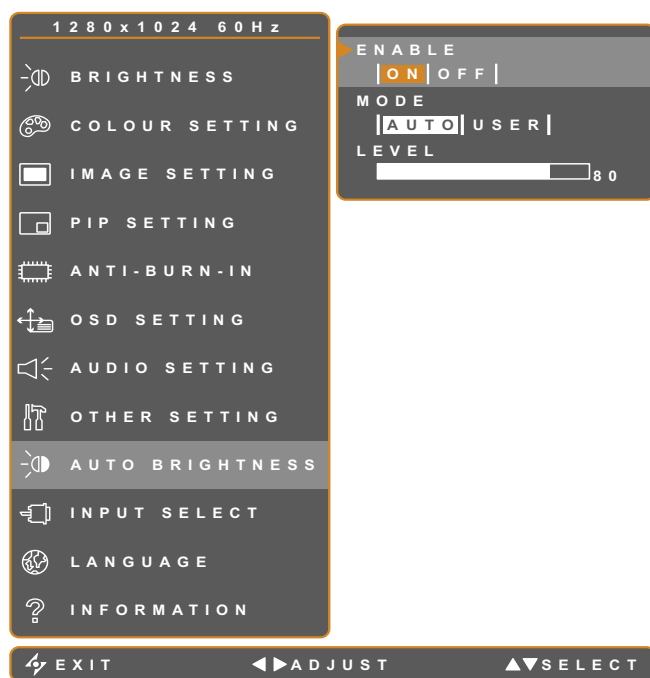 1280x1024 60Hz
BRIGHTNESS
COLOUR SETTING
IMAGE SETTING
PIP SETTING
ANTI-BURN-IN
OSD SETTING
AUDIO SETTING
OTHER SETTING
AUTO BRIGHTNESS
INPUT SELECT
LANGUAGE
INFORMATION
ENABLE
ON OFF
MODE
AUTO USER
LEVEL
80
EXIT ADJUST SELECT